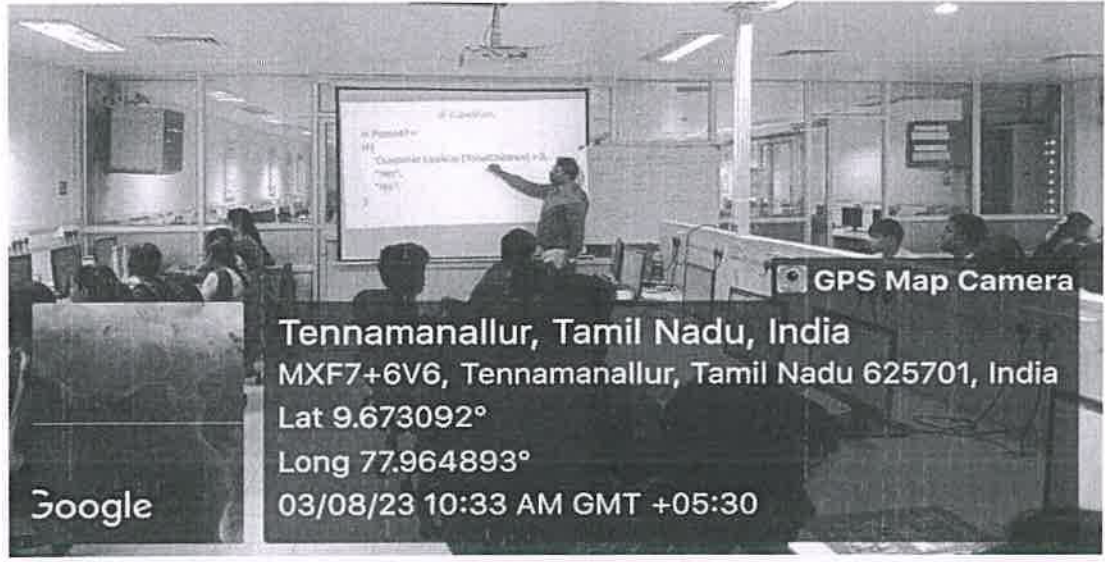 "Yes",
GPS Map Camera
Tennamanallur, Tamil Nadu, India
MXF7+6V6, Tennamanallur, Tamil Nadu 625701, India
Lat 9.673092°
Long 77.964893°
03/08/23 10:33 AM GMT +05:30
Google